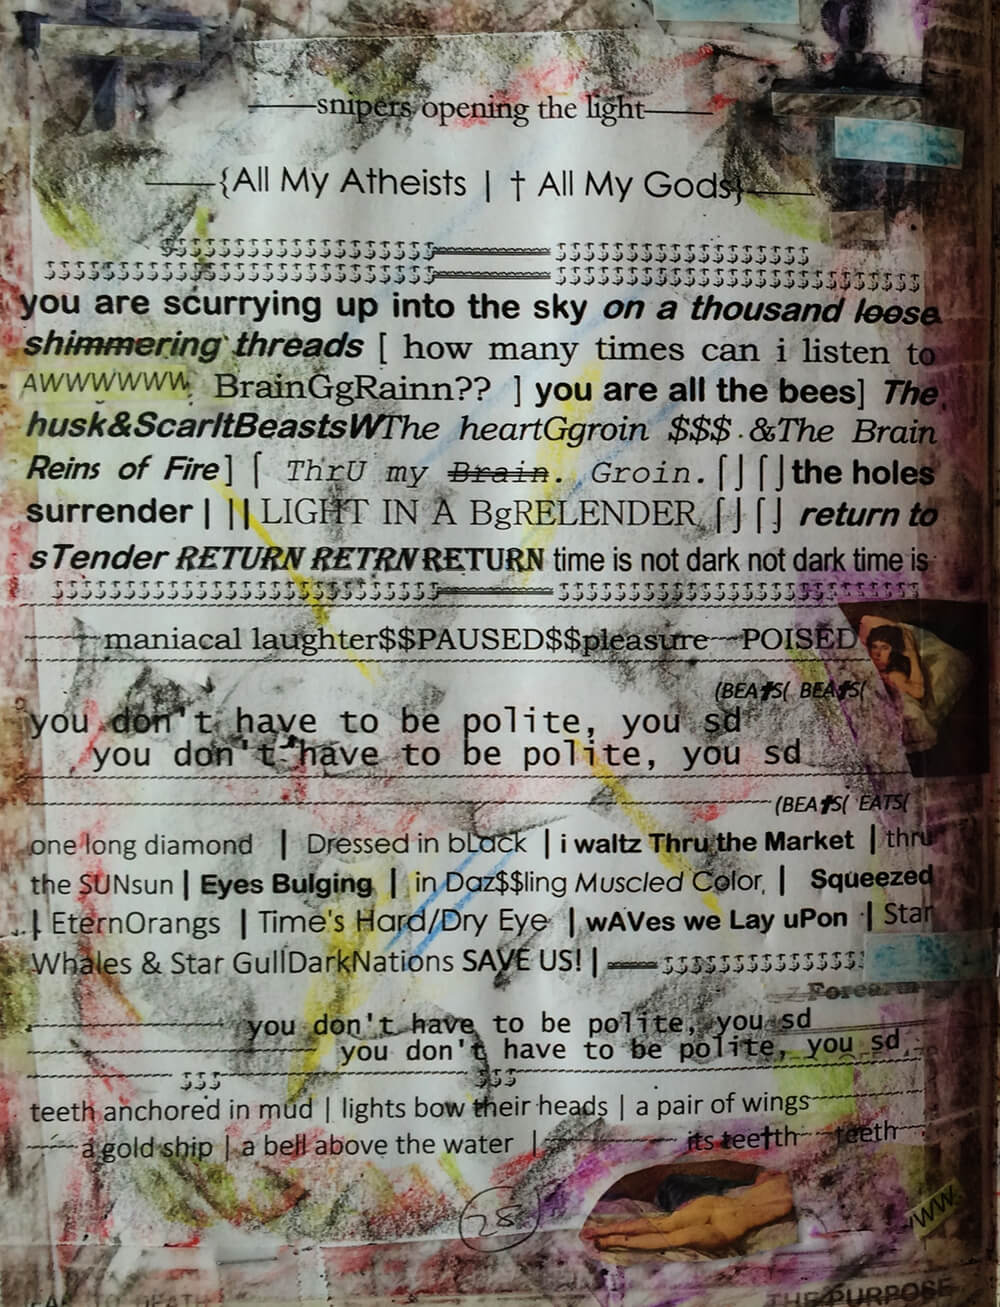 ——snipers opening the light——
——{All My Atheists | † All My Gods}——
you are scurrying up into the sky on a thousand loose
shimmering threads [ how many times can i listen to
AWWWWWW BrainGgRainn?? ] you are all the bees] The
husk&ScarItBeastsWThe heartGgroin $$$ &The Brain
Reins of Fire] ⌈ ThrU my Brain. Groin. ⌈⌋⌈⌋the holes
surrender | || LIGHT IN A BgRELENDER ⌈⌋⌈⌋ return to
sTender RETURN RETRN RETURN time is not dark not dark time is
maniacal laughter$$PAUSED$$pleasure---POISED
(BEA†S( BEA†S(
you don't have to be polite, you sd
you don't have to be polite, you sd
(BEA†S( EATS(
one long diamond | Dressed in bLack | i waltz Thru the Market | thru
the SUNsun | Eyes Bulging | in Daz$$ling Muscled Color, | Squeezed
| EternOrangs | Time's Hard/Dry Eye | wAVes we Lay uPon | Star
Whales & Star GullDarkNations SAVE US! |
Forearm
you don't have to be polite, you sd
you don't have to be polite, you sd
teeth anchored in mud | lights bow their heads | a pair of wings
a gold ship | a bell above the water | its tee†th teeth
28
WW
TO DEATH
THE PURPOSE